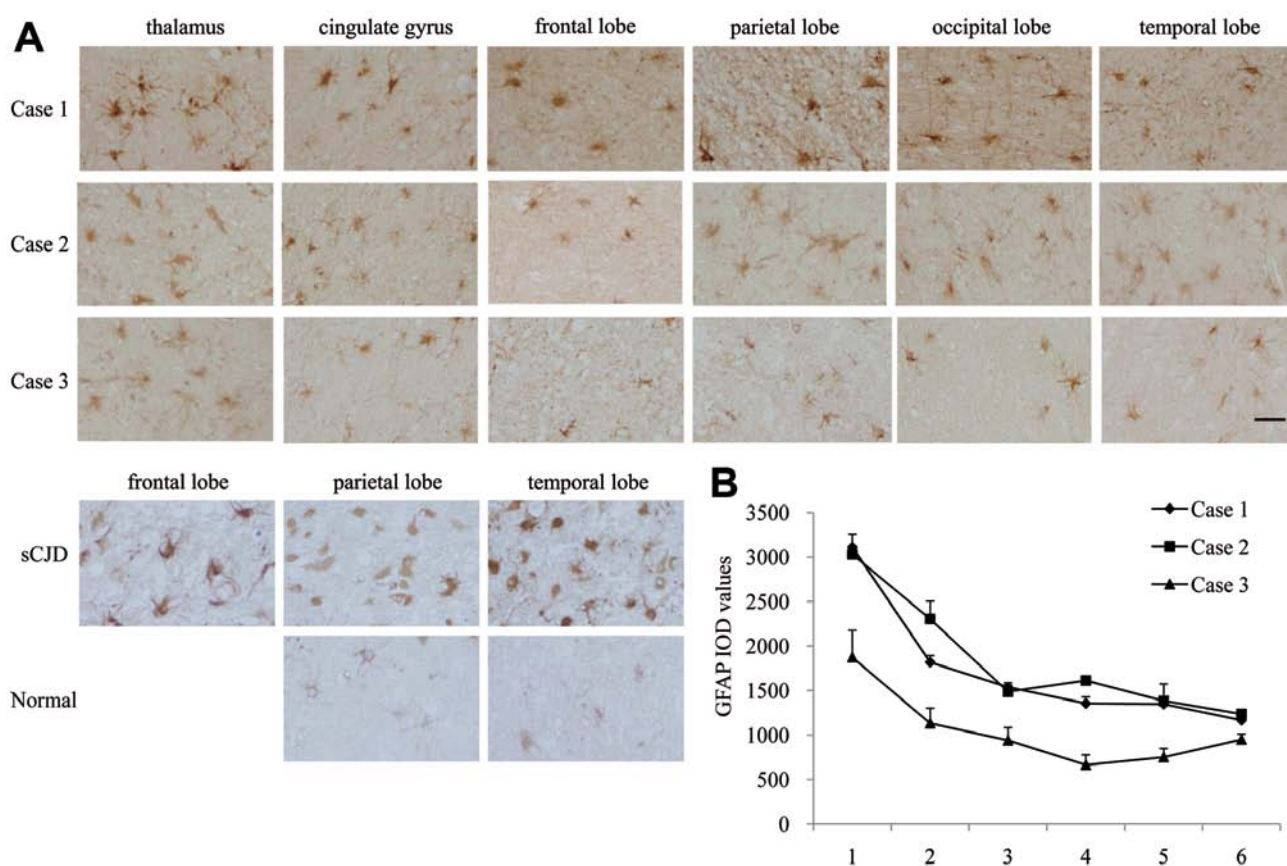 A
thalamus cingulate gyrus frontal lobe parietal lobe occipital lobe temporal lobe
Case 1
Case 2
Case 3
frontal lobe parietal lobe temporal lobe
sCJD
Normal
B
Case 1
Case 2
Case 3
GFAP IOD values
3500
3000
2500
2000
1500
1000
500
0
1 2 3 4 5 6